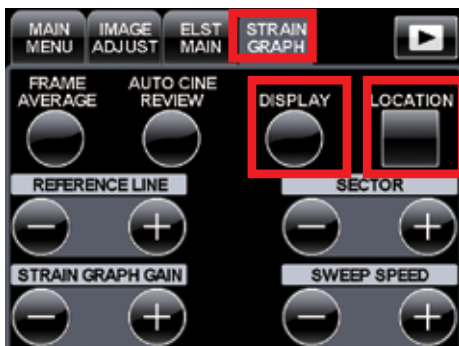 MAIN MENU
IMAGE ADJUST
ELST MAIN
STRAIN GRAPH
FRAME AVERAGE
AUTO CINE REVIEW
DISPLAY
LOCATION
REFERENCE LINE
SECTOR
STRAIN GRAPH GAIN
SWEEP SPEED